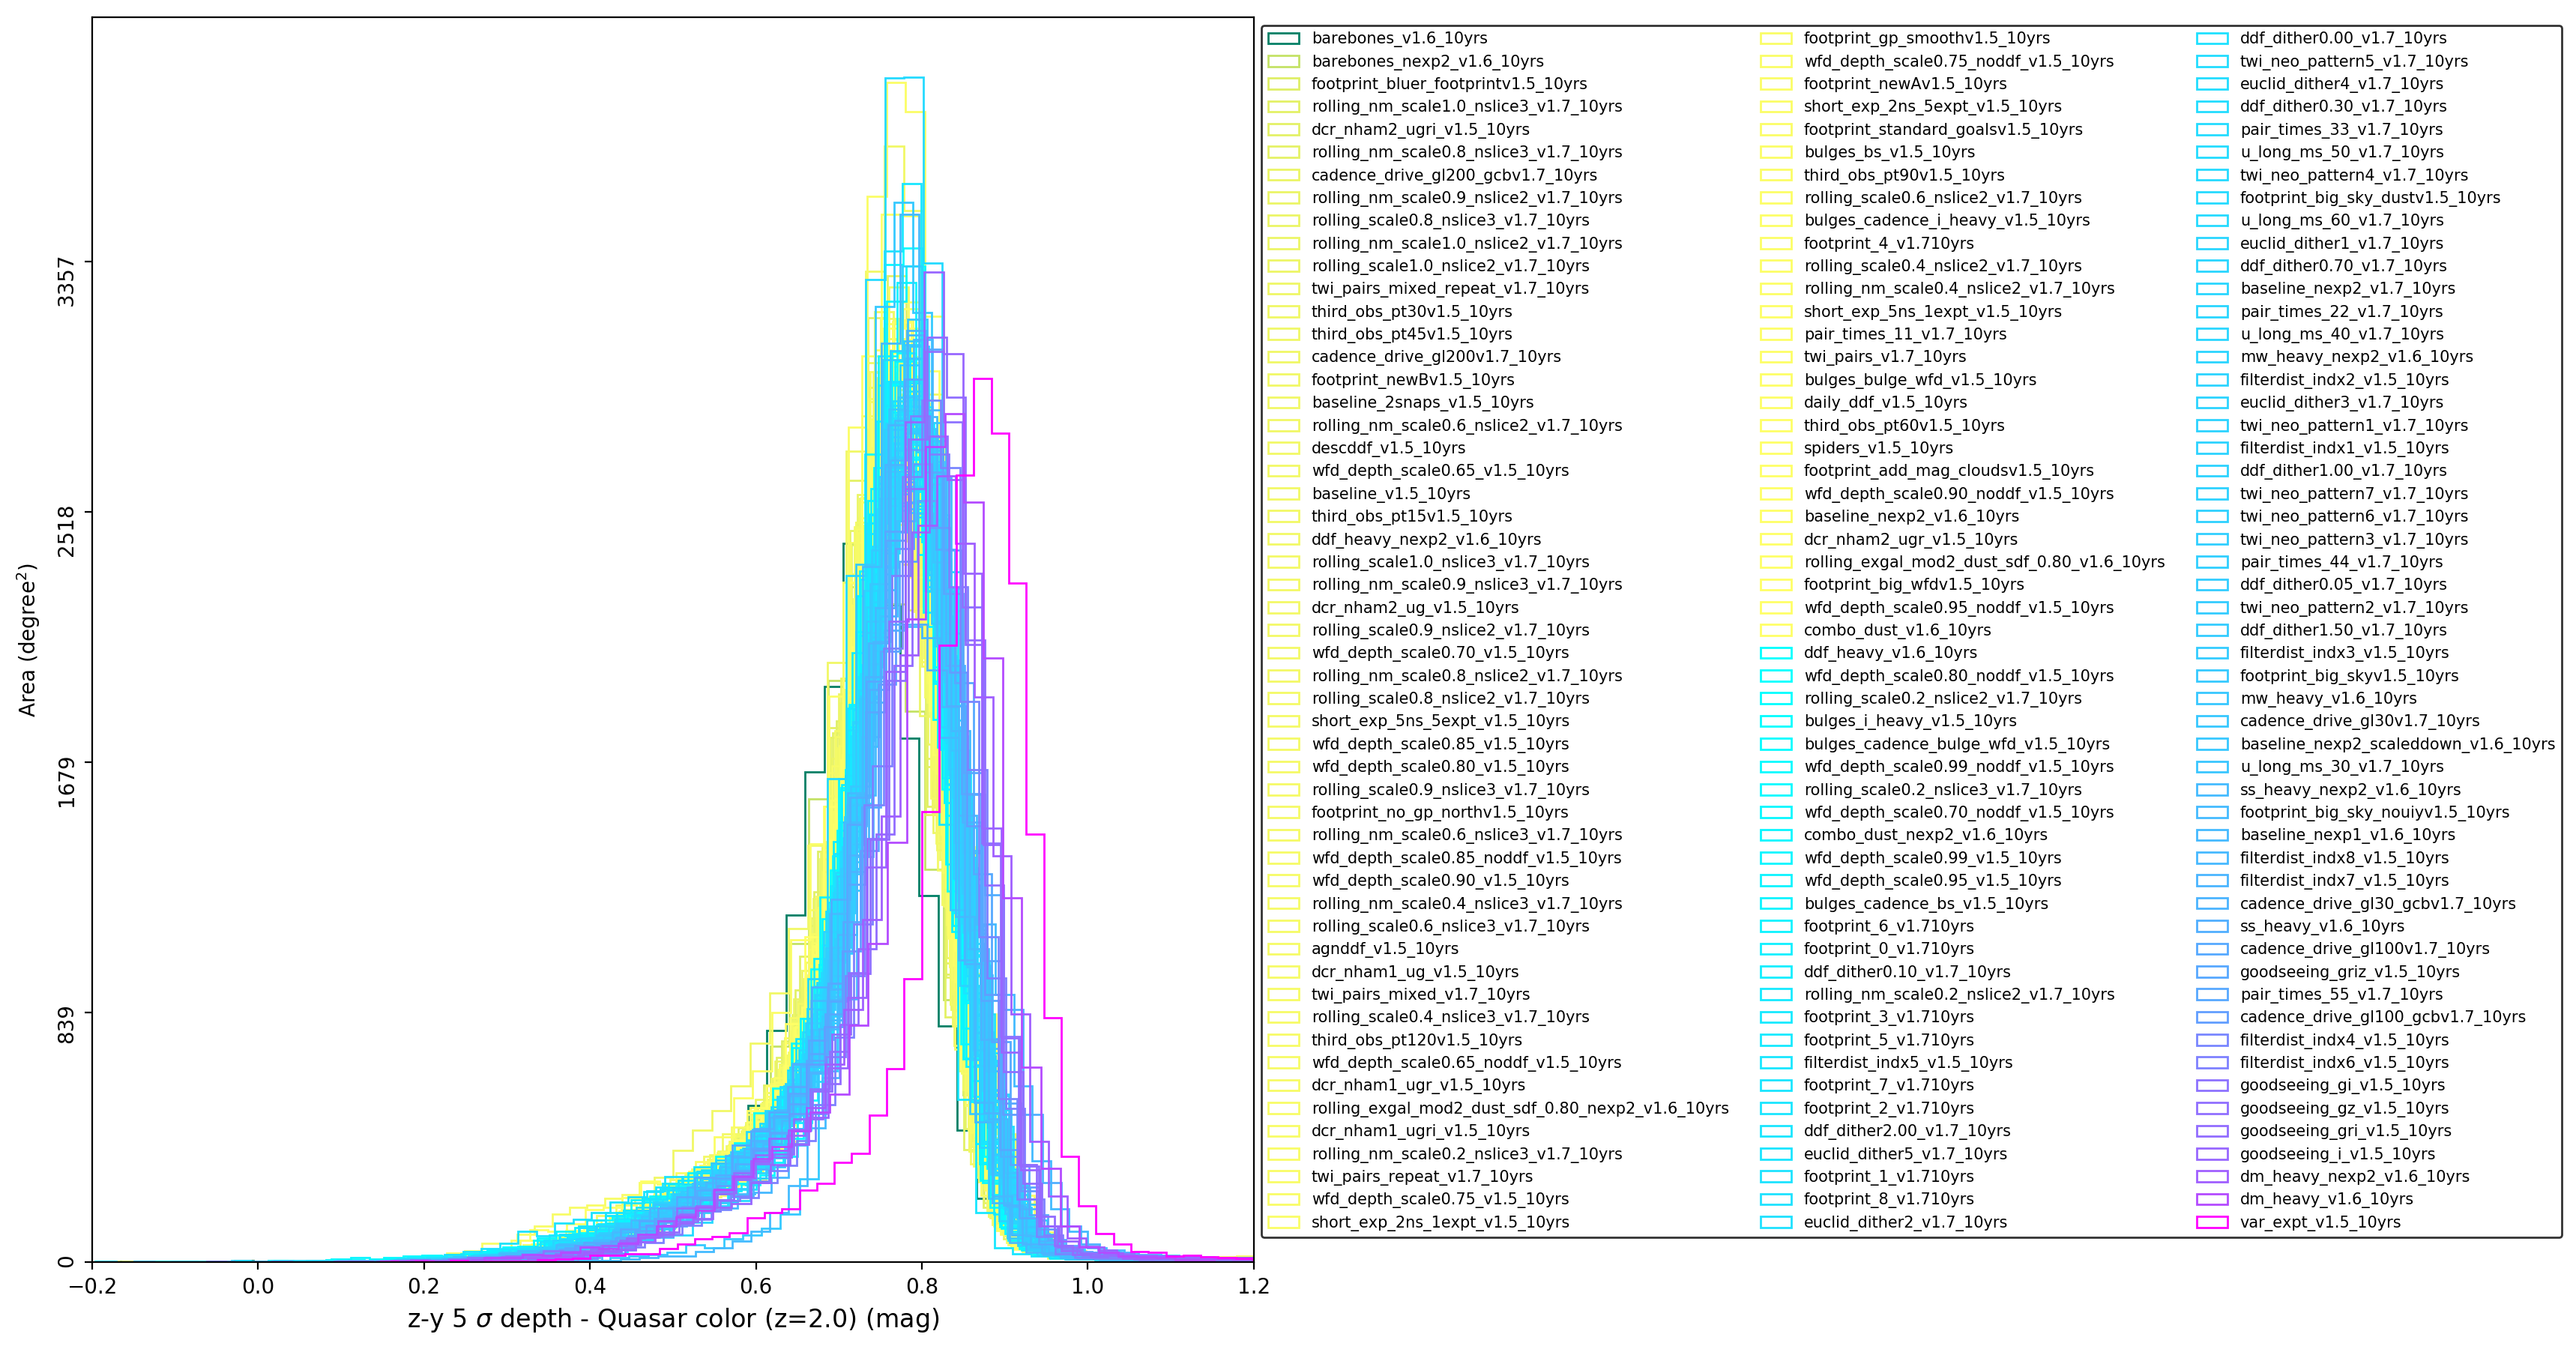 3357
2518
1679
839
0
Area (degree²)
−0.2 0.0 0.2 0.4 0.6 0.8 1.0 1.2
z-y 5 σ depth - Quasar color (z=2.0) (mag)
barebones_v1.6_10yrs
barebones_nexp2_v1.6_10yrs
footprint_bluer_footprintv1.5_10yrs
rolling_nm_scale1.0_nslice3_v1.7_10yrs
dcr_nham2_ugri_v1.5_10yrs
rolling_nm_scale0.8_nslice3_v1.7_10yrs
cadence_drive_gl200_gcbv1.7_10yrs
rolling_nm_scale0.9_nslice2_v1.7_10yrs
rolling_scale0.8_nslice3_v1.7_10yrs
rolling_nm_scale1.0_nslice2_v1.7_10yrs
rolling_scale1.0_nslice2_v1.7_10yrs
twi_pairs_mixed_repeat_v1.7_10yrs
third_obs_pt30v1.5_10yrs
third_obs_pt45v1.5_10yrs
cadence_drive_gl200v1.7_10yrs
footprint_newBv1.5_10yrs
baseline_2snaps_v1.5_10yrs
rolling_nm_scale0.6_nslice2_v1.7_10yrs
descddf_v1.5_10yrs
wfd_depth_scale0.65_v1.5_10yrs
baseline_v1.5_10yrs
third_obs_pt15v1.5_10yrs
ddf_heavy_nexp2_v1.6_10yrs
rolling_scale1.0_nslice3_v1.7_10yrs
rolling_nm_scale0.9_nslice3_v1.7_10yrs
dcr_nham2_ug_v1.5_10yrs
rolling_scale0.9_nslice2_v1.7_10yrs
wfd_depth_scale0.70_v1.5_10yrs
rolling_nm_scale0.8_nslice2_v1.7_10yrs
rolling_scale0.8_nslice2_v1.7_10yrs
short_exp_5ns_5expt_v1.5_10yrs
wfd_depth_scale0.85_v1.5_10yrs
wfd_depth_scale0.80_v1.5_10yrs
rolling_scale0.9_nslice3_v1.7_10yrs
footprint_no_gp_northv1.5_10yrs
rolling_nm_scale0.6_nslice3_v1.7_10yrs
wfd_depth_scale0.85_noddf_v1.5_10yrs
wfd_depth_scale0.90_v1.5_10yrs
rolling_nm_scale0.4_nslice3_v1.7_10yrs
rolling_scale0.6_nslice3_v1.7_10yrs
agnddf_v1.5_10yrs
dcr_nham1_ug_v1.5_10yrs
twi_pairs_mixed_v1.7_10yrs
rolling_scale0.4_nslice3_v1.7_10yrs
third_obs_pt120v1.5_10yrs
wfd_depth_scale0.65_noddf_v1.5_10yrs
dcr_nham1_ugr_v1.5_10yrs
rolling_exgal_mod2_dust_sdf_0.80_nexp2_v1.6_10yrs
dcr_nham1_ugri_v1.5_10yrs
rolling_nm_scale0.2_nslice3_v1.7_10yrs
twi_pairs_repeat_v1.7_10yrs
wfd_depth_scale0.75_v1.5_10yrs
short_exp_2ns_1expt_v1.5_10yrs
footprint_gp_smoothv1.5_10yrs
wfd_depth_scale0.75_noddf_v1.5_10yrs
footprint_newAv1.5_10yrs
short_exp_2ns_5expt_v1.5_10yrs
footprint_standard_goalsv1.5_10yrs
bulges_bs_v1.5_10yrs
third_obs_pt90v1.5_10yrs
rolling_scale0.6_nslice2_v1.7_10yrs
bulges_cadence_i_heavy_v1.5_10yrs
footprint_4_v1.710yrs
rolling_scale0.4_nslice2_v1.7_10yrs
rolling_nm_scale0.4_nslice2_v1.7_10yrs
short_exp_5ns_1expt_v1.5_10yrs
pair_times_11_v1.7_10yrs
twi_pairs_v1.7_10yrs
bulges_bulge_wfd_v1.5_10yrs
daily_ddf_v1.5_10yrs
third_obs_pt60v1.5_10yrs
spiders_v1.5_10yrs
footprint_add_mag_cloudsv1.5_10yrs
wfd_depth_scale0.90_noddf_v1.5_10yrs
baseline_nexp2_v1.6_10yrs
dcr_nham2_ugr_v1.5_10yrs
rolling_exgal_mod2_dust_sdf_0.80_v1.6_10yrs
footprint_big_wfdv1.5_10yrs
wfd_depth_scale0.95_noddf_v1.5_10yrs
combo_dust_v1.6_10yrs
ddf_heavy_v1.6_10yrs
wfd_depth_scale0.80_noddf_v1.5_10yrs
rolling_scale0.2_nslice2_v1.7_10yrs
bulges_i_heavy_v1.5_10yrs
bulges_cadence_bulge_wfd_v1.5_10yrs
wfd_depth_scale0.99_noddf_v1.5_10yrs
rolling_scale0.2_nslice3_v1.7_10yrs
wfd_depth_scale0.70_noddf_v1.5_10yrs
combo_dust_nexp2_v1.6_10yrs
wfd_depth_scale0.99_v1.5_10yrs
wfd_depth_scale0.95_v1.5_10yrs
bulges_cadence_bs_v1.5_10yrs
footprint_6_v1.710yrs
footprint_0_v1.710yrs
ddf_dither0.10_v1.7_10yrs
rolling_nm_scale0.2_nslice2_v1.7_10yrs
footprint_3_v1.710yrs
footprint_5_v1.710yrs
filterdist_indx5_v1.5_10yrs
footprint_7_v1.710yrs
footprint_2_v1.710yrs
ddf_dither2.00_v1.7_10yrs
euclid_dither5_v1.7_10yrs
footprint_1_v1.710yrs
footprint_8_v1.710yrs
euclid_dither2_v1.7_10yrs
ddf_dither0.00_v1.7_10yrs
twi_neo_pattern5_v1.7_10yrs
euclid_dither4_v1.7_10yrs
ddf_dither0.30_v1.7_10yrs
pair_times_33_v1.7_10yrs
u_long_ms_50_v1.7_10yrs
twi_neo_pattern4_v1.7_10yrs
footprint_big_sky_dustv1.5_10yrs
u_long_ms_60_v1.7_10yrs
euclid_dither1_v1.7_10yrs
ddf_dither0.70_v1.7_10yrs
baseline_nexp2_v1.7_10yrs
pair_times_22_v1.7_10yrs
u_long_ms_40_v1.7_10yrs
mw_heavy_nexp2_v1.6_10yrs
filterdist_indx2_v1.5_10yrs
euclid_dither3_v1.7_10yrs
twi_neo_pattern1_v1.7_10yrs
filterdist_indx1_v1.5_10yrs
ddf_dither1.00_v1.7_10yrs
twi_neo_pattern7_v1.7_10yrs
twi_neo_pattern6_v1.7_10yrs
twi_neo_pattern3_v1.7_10yrs
pair_times_44_v1.7_10yrs
ddf_dither0.05_v1.7_10yrs
twi_neo_pattern2_v1.7_10yrs
ddf_dither1.50_v1.7_10yrs
filterdist_indx3_v1.5_10yrs
footprint_big_skyv1.5_10yrs
mw_heavy_v1.6_10yrs
cadence_drive_gl30v1.7_10yrs
baseline_nexp2_scaleddown_v1.6_10yrs
u_long_ms_30_v1.7_10yrs
ss_heavy_nexp2_v1.6_10yrs
footprint_big_sky_nouiyv1.5_10yrs
baseline_nexp1_v1.6_10yrs
filterdist_indx8_v1.5_10yrs
filterdist_indx7_v1.5_10yrs
cadence_drive_gl30_gcbv1.7_10yrs
ss_heavy_v1.6_10yrs
cadence_drive_gl100v1.7_10yrs
goodseeing_griz_v1.5_10yrs
pair_times_55_v1.7_10yrs
cadence_drive_gl100_gcbv1.7_10yrs
filterdist_indx4_v1.5_10yrs
filterdist_indx6_v1.5_10yrs
goodseeing_gi_v1.5_10yrs
goodseeing_gz_v1.5_10yrs
goodseeing_gri_v1.5_10yrs
goodseeing_i_v1.5_10yrs
dm_heavy_nexp2_v1.6_10yrs
dm_heavy_v1.6_10yrs
var_expt_v1.5_10yrs